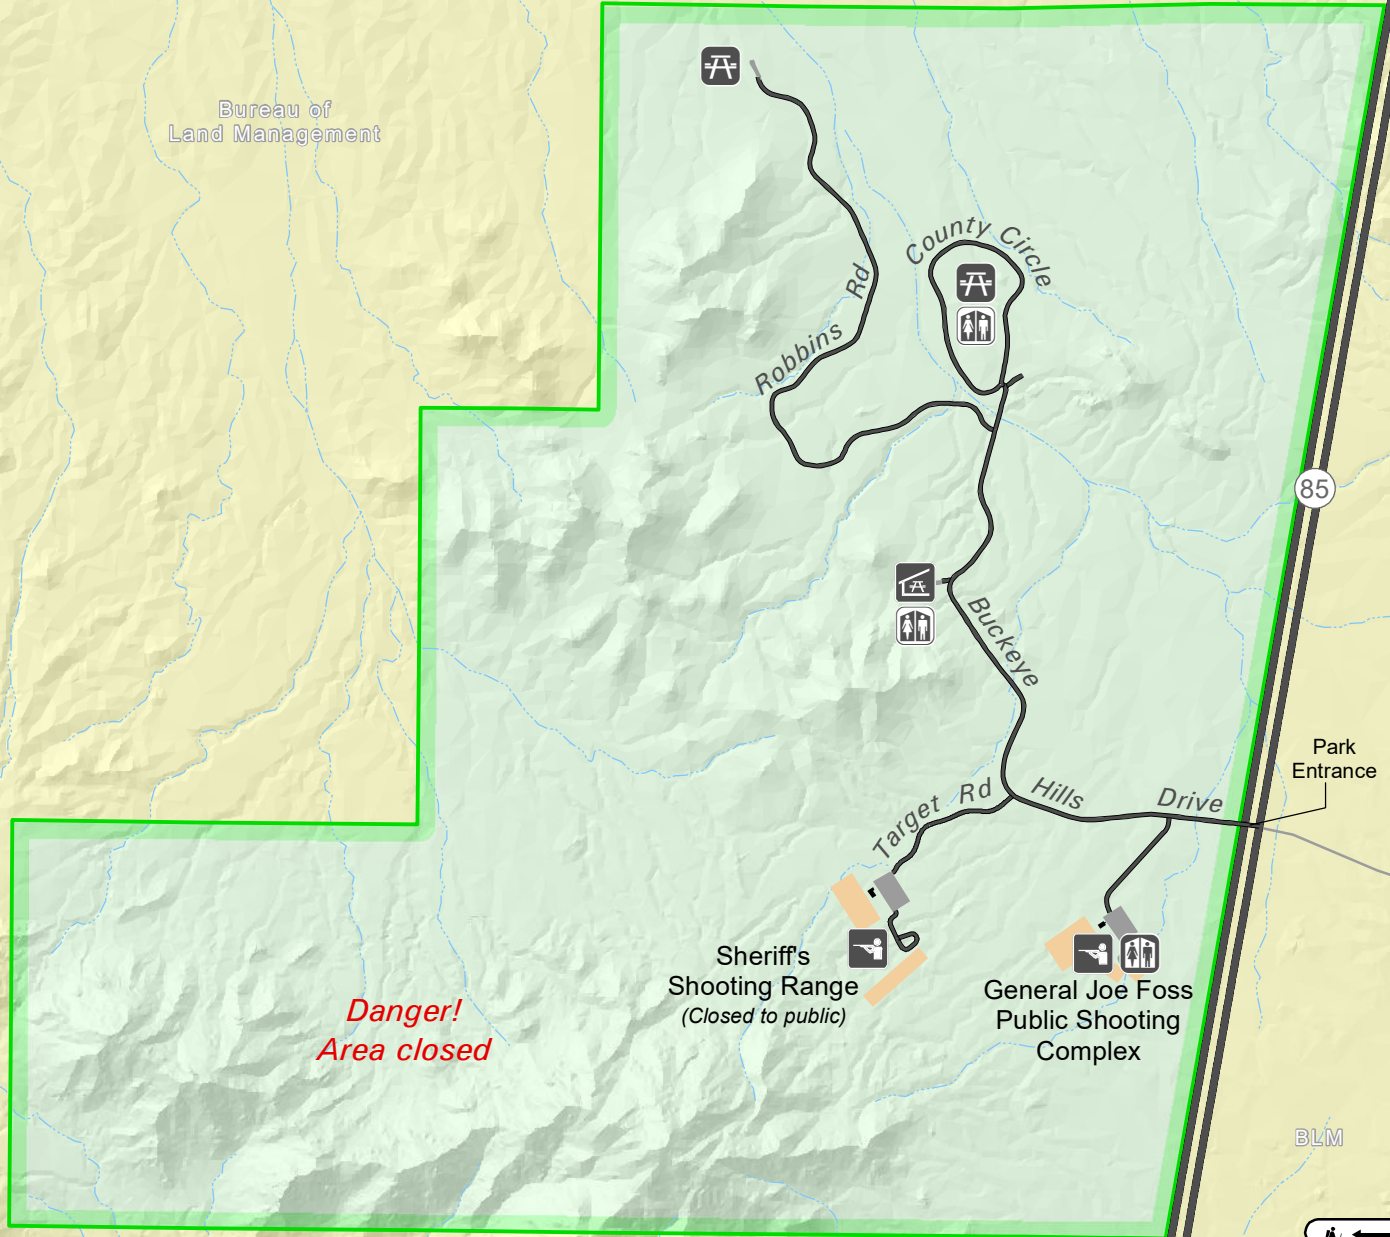 Bureau of
Land Management
County Circle
Robbins Rd
85
Buckeye Hills Drive
Park
Entrance
Target Rd
Sheriff's
Shooting Range
(Closed to public)
General Joe Foss
Public Shooting
Complex
Danger!
Area closed
BLM